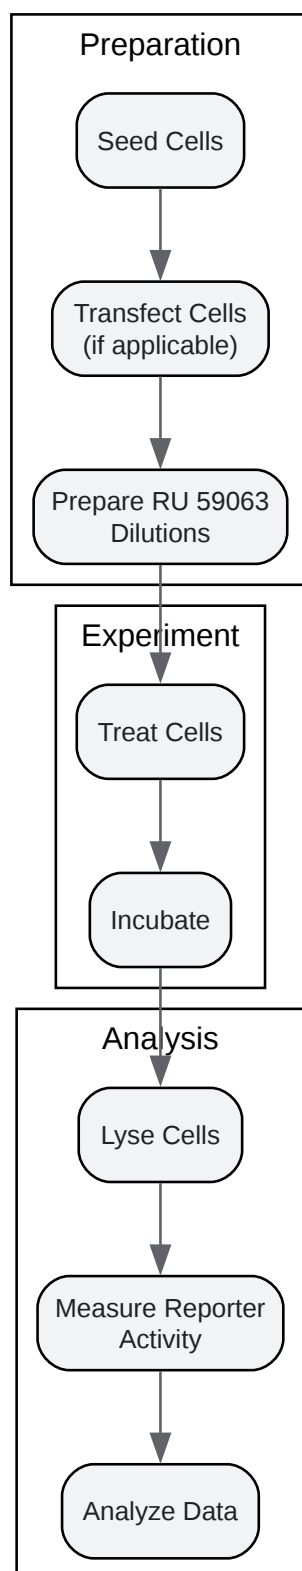 Preparation
Seed Cells
Transfect Cells
(if applicable)
Prepare RU 59063
Dilutions
Experiment
Treat Cells
Incubate
Analysis
Lyse Cells
Measure Reporter
Activity
Analyze Data